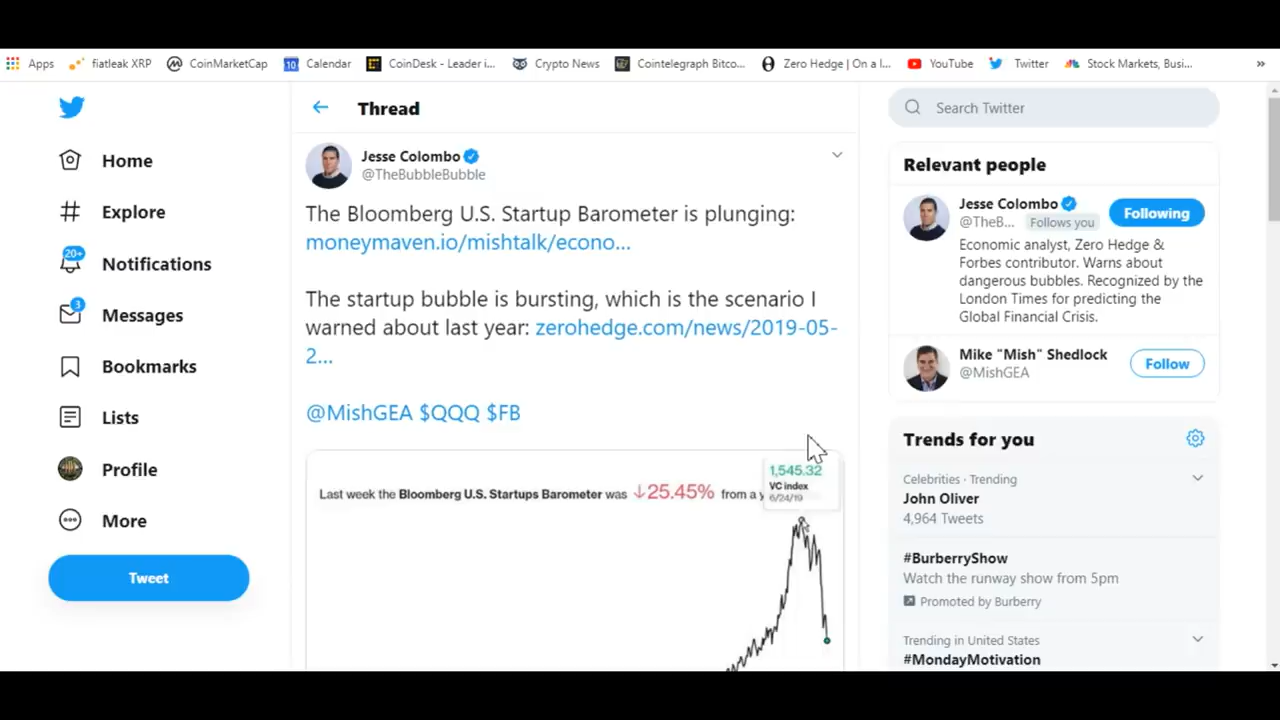 Apps fiatleak XRP CoinMarketCap 10 Calendar CoinDesk - Leader i... Crypto News Cointelegraph Bitco... Zero Hedge | On a l... YouTube Twitter Stock Markets, Busi... »
Home
Explore
20+
Notifications
3
Messages
Bookmarks
Lists
Profile
More
Tweet
Thread
Jesse Colombo
@TheBubbleBubble
The Bloomberg U.S. Startup Barometer is plunging:
moneymaven.io/mishtalk/econo...
The startup bubble is bursting, which is the scenario I
warned about last year: zerohedge.com/news/2019-05-
2...
@MishGEA $QQQ $FB
Last week the Bloomberg U.S. Startups Barometer was ↓25.45% from a y
1,545.32
VC index
6/24/19
Search Twitter
Relevant people
Jesse Colombo
@TheB... Follows you
Following
Economic analyst, Zero Hedge &
Forbes contributor. Warns about
dangerous bubbles. Recognized by the
London Times for predicting the
Global Financial Crisis.
Mike "Mish" Shedlock
@MishGEA
Follow
Trends for you
Celebrities · Trending
John Oliver
4,964 Tweets
#BurberryShow
Watch the runway show from 5pm
Promoted by Burberry
Trending in United States
#MondayMotivation